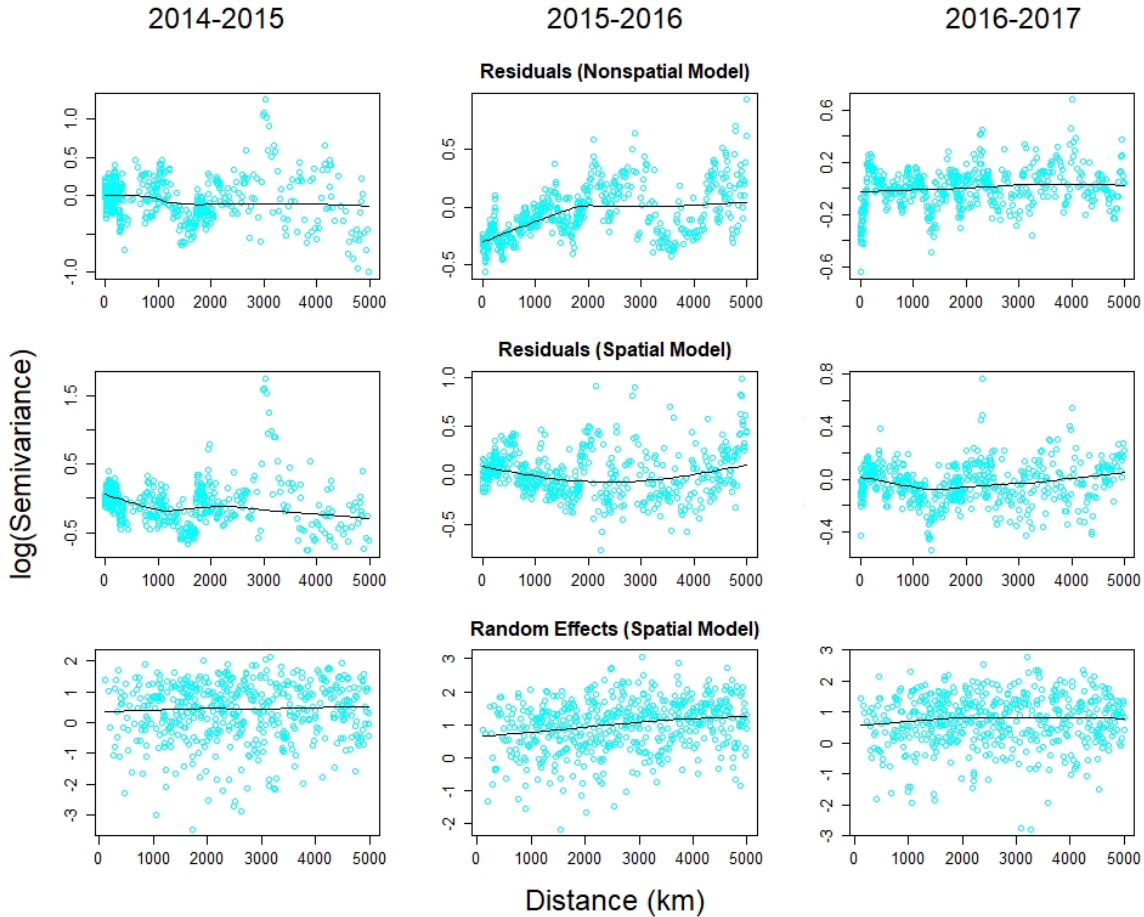 2014-2015 2015-2016 2016-2017
Residuals (Nonspatial Model)
-1.0 0.0 0.5 1.0
-0.5 0.0 0.5
-0.6 -0.2 0.2 0.6
0 1000 2000 3000 4000 5000
0 1000 2000 3000 4000 5000
0 1000 2000 3000 4000 5000
log(Semivariance)
Residuals (Spatial Model)
-0.5 0.5 1.5
-0.5 0.0 0.5 1.0
-0.4 0.0 0.4 0.8
0 1000 2000 3000 4000 5000
0 1000 2000 3000 4000 5000
0 1000 2000 3000 4000 5000
Random Effects (Spatial Model)
-3 -2 -1 0 1 2
-2 -1 0 1 2 3
-3 -2 -1 0 1 2 3
0 1000 2000 3000 4000 5000
0 1000 2000 3000 4000 5000
0 1000 2000 3000 4000 5000
Distance (km)